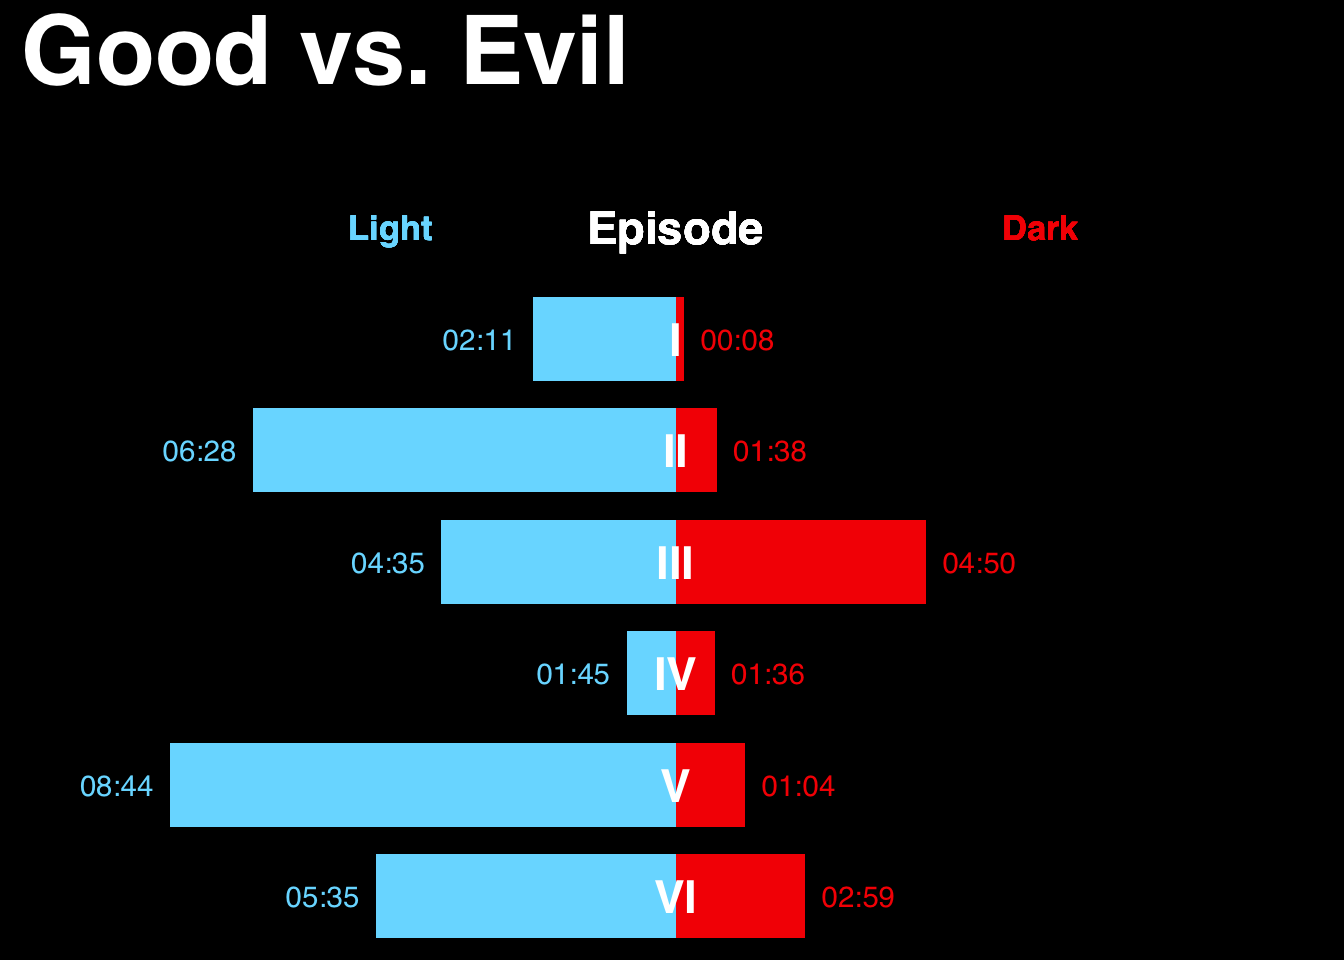 Good vs. Evil
Light Episode Dark
02:11 I 00:08
06:28 II 01:38
04:35 III 04:50
01:45 IV 01:36
08:44 V 01:04
05:35 VI 02:59